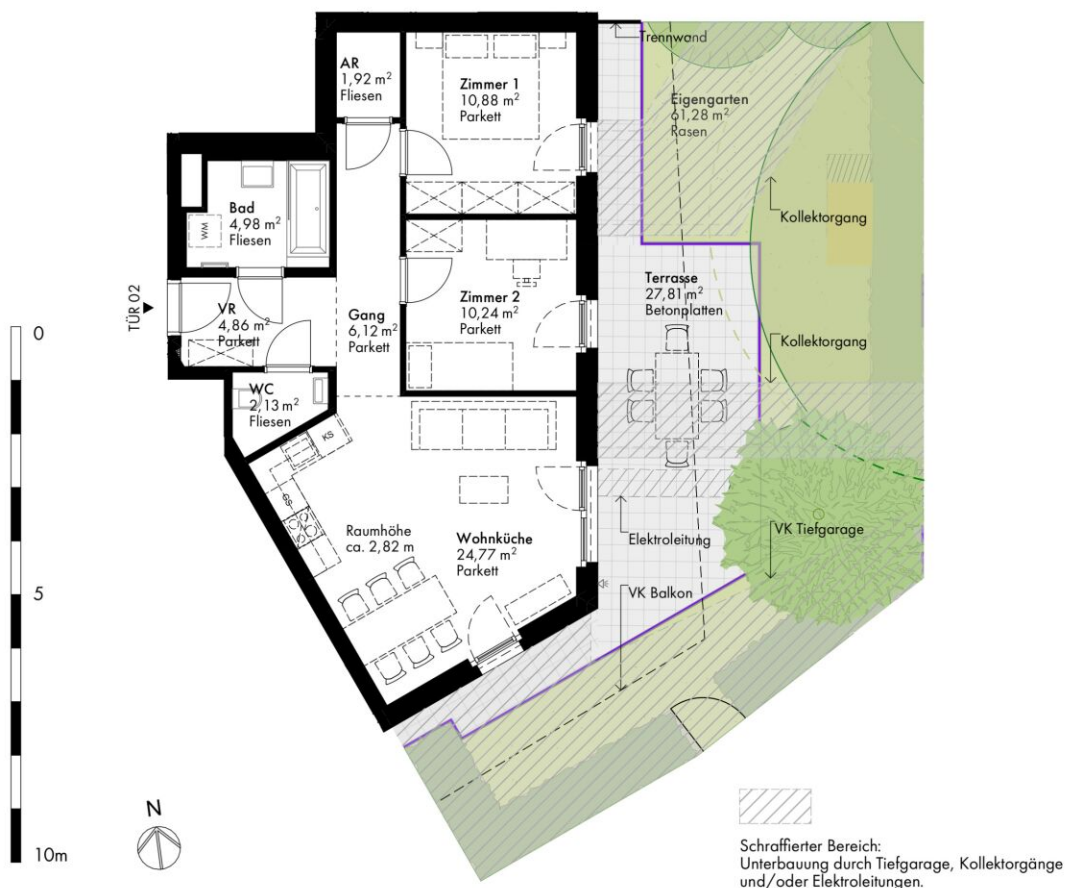 Trennwand
AR
1,92 m²
Fliesen
Zimmer 1
10,88 m²
Parkett
Eigengarten
61,28 m²
Rasen
Bad
4,98 m²
Fliesen
WM
Kollektorgang
TÜR 02
VR
4,86 m²
Parkett
Gang
6,12 m²
Parkett
Zimmer 2
10,24 m²
Parkett
Terrasse
27,81 m²
Betonplatten
Kollektorgang
WC
2,13 m²
Fliesen
KS
GS
Raumhöhe
ca. 2,82 m
Wohnküche
24,77 m²
Parkett
Elektroleitung
VK Tiefgarage
VK Balkon
0
5
10m
N
Schraffierter Bereich:
Unterbauung durch Tiefgarage, Kollektorgänge
und/oder Elektroleitungen.